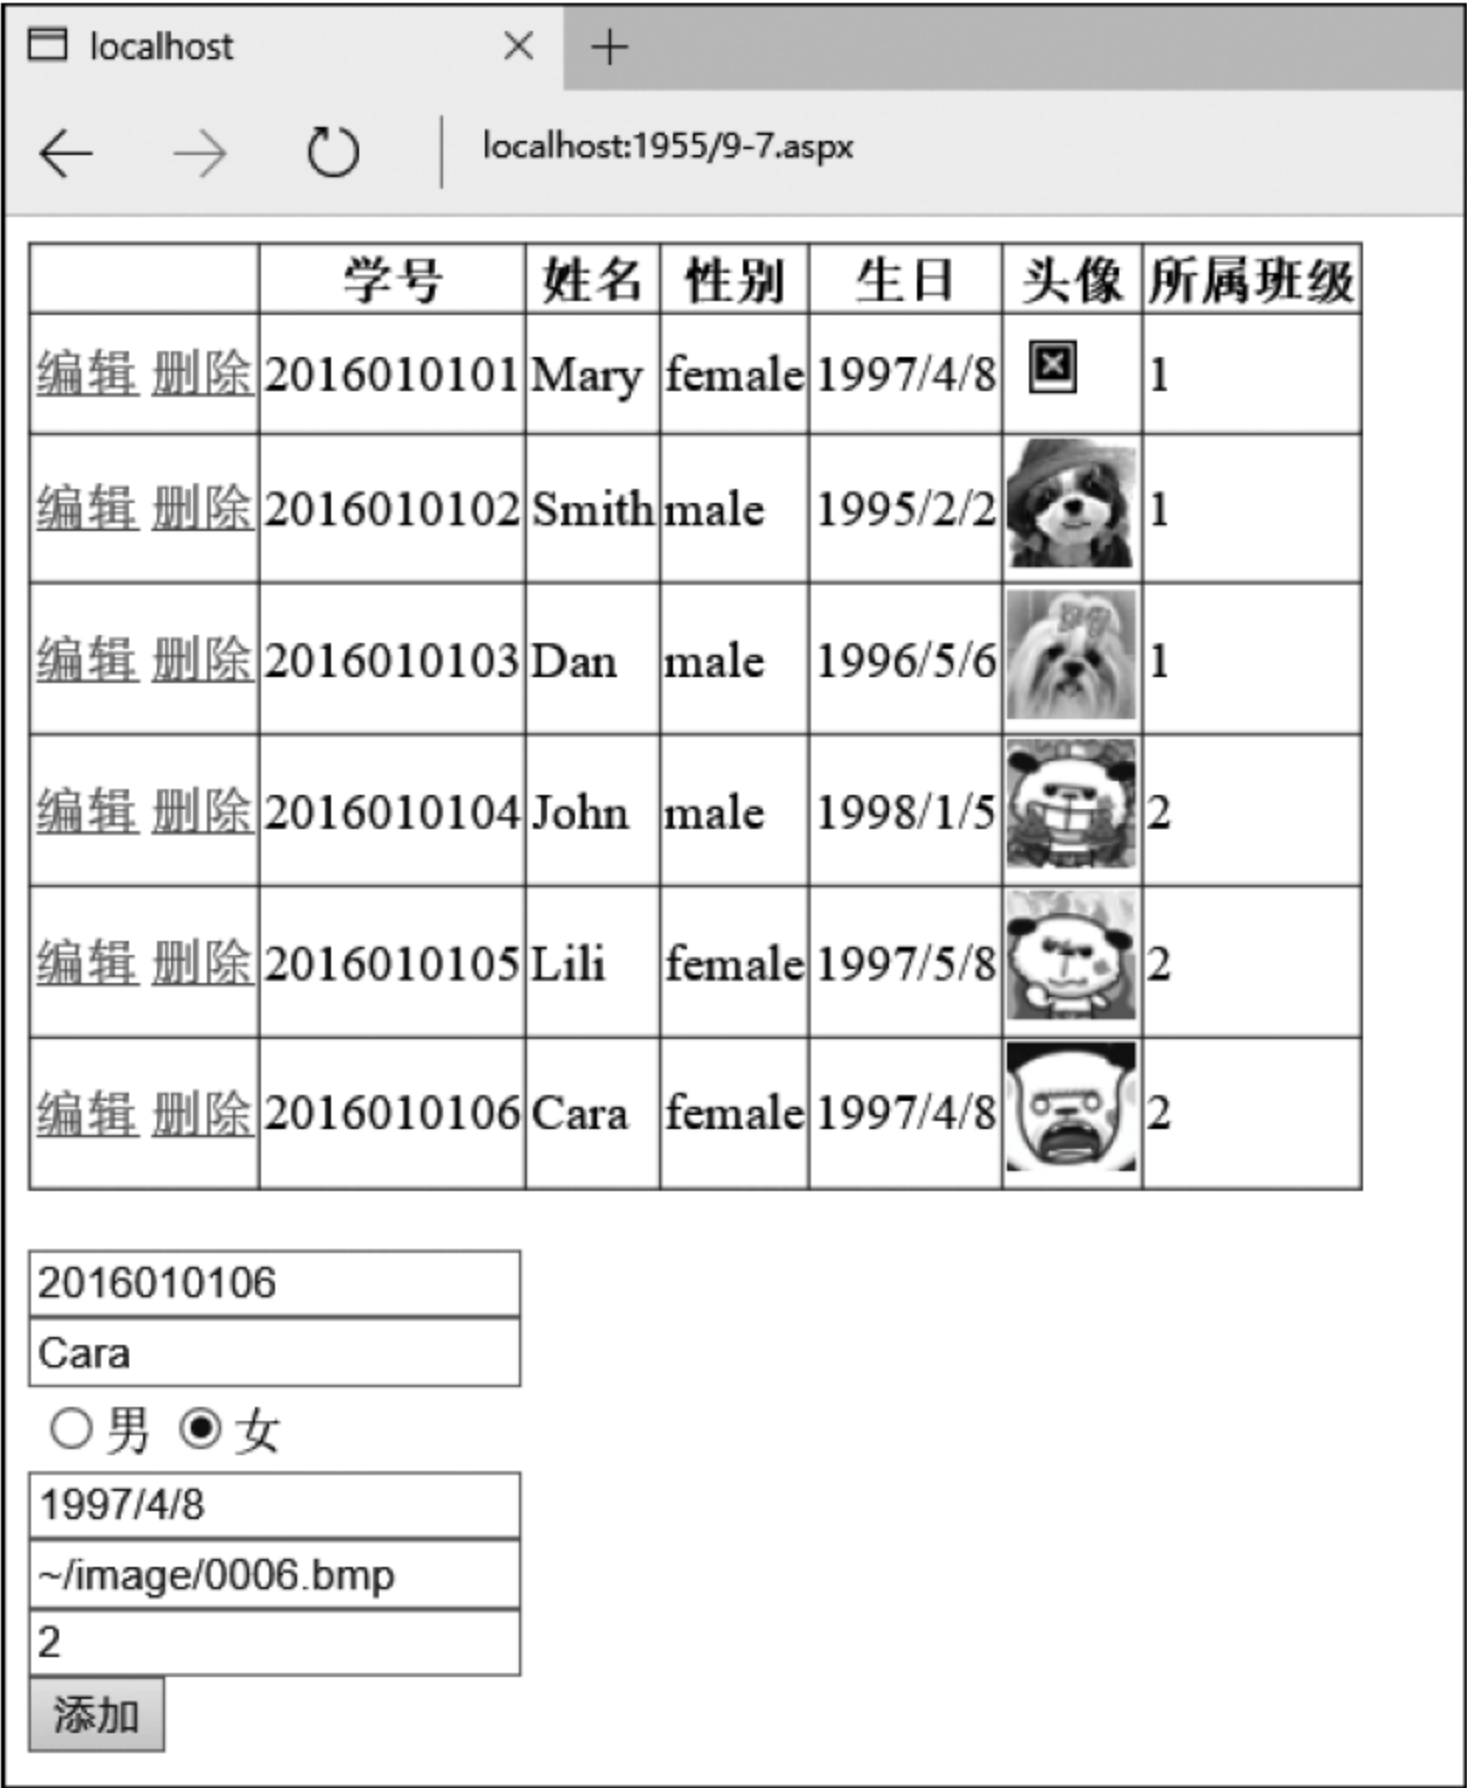 localhost
localhost:1955/9-7.aspx
学号 姓名 性别 生日 头像 所属班级
编辑 删除 2016010101 Mary female 1997/4/8 1
编辑 删除 2016010102 Smith male 1995/2/2 1
编辑 删除 2016010103 Dan male 1996/5/6 1
编辑 删除 2016010104 John male 1998/1/5 2
编辑 删除 2016010105 Lili female 1997/5/8 2
编辑 删除 2016010106 Cara female 1997/4/8 2
2016010106
Cara
男 女
1997/4/8
~/image/0006.bmp
2
添加